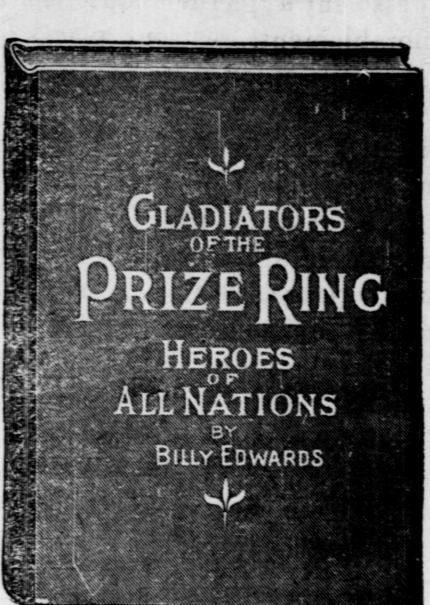 GLADIATORS
OF THE
PRIZE RING
HEROES
OF
ALL NATIONS
BY
BILLY EDWARDS